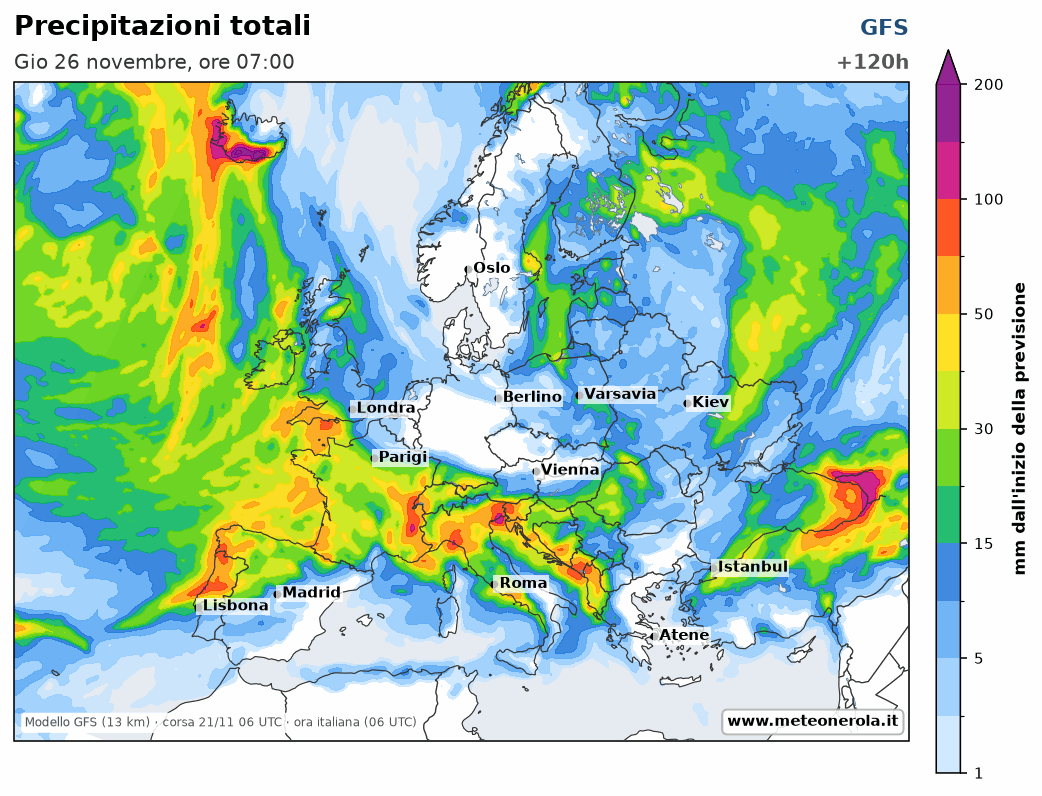 Precipitazioni totali
GFS
Gio 26 novembre, ore 07:00
+120h
200
100
50
30
15
5
1
mm dall'inizio della previsione
Oslo
Berlino
Varsavia
Kiev
Londra
Parigi
Vienna
Istanbul
Roma
Madrid
Lisbona
Atene
Modello GFS (13 km) · corsa 21/11 06 UTC · ora italiana (06 UTC)
www.meteonerola.it